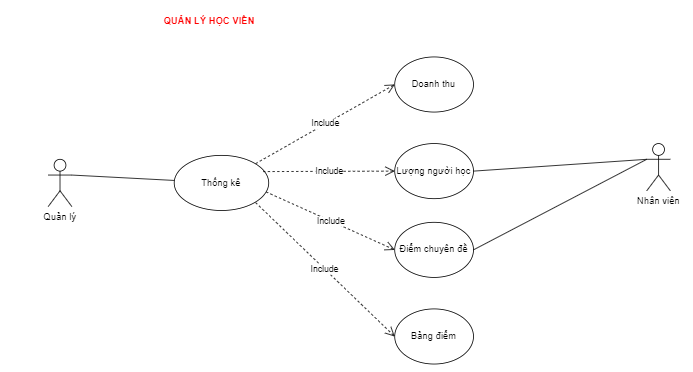 QUẢN LÝ HỌC VIÊN
Doanh thu
Include
Include
Lượng người học
Thống kê
Nhân viên
Quản lý
Include
Điểm chuyên đề
Include
Bảng điểm